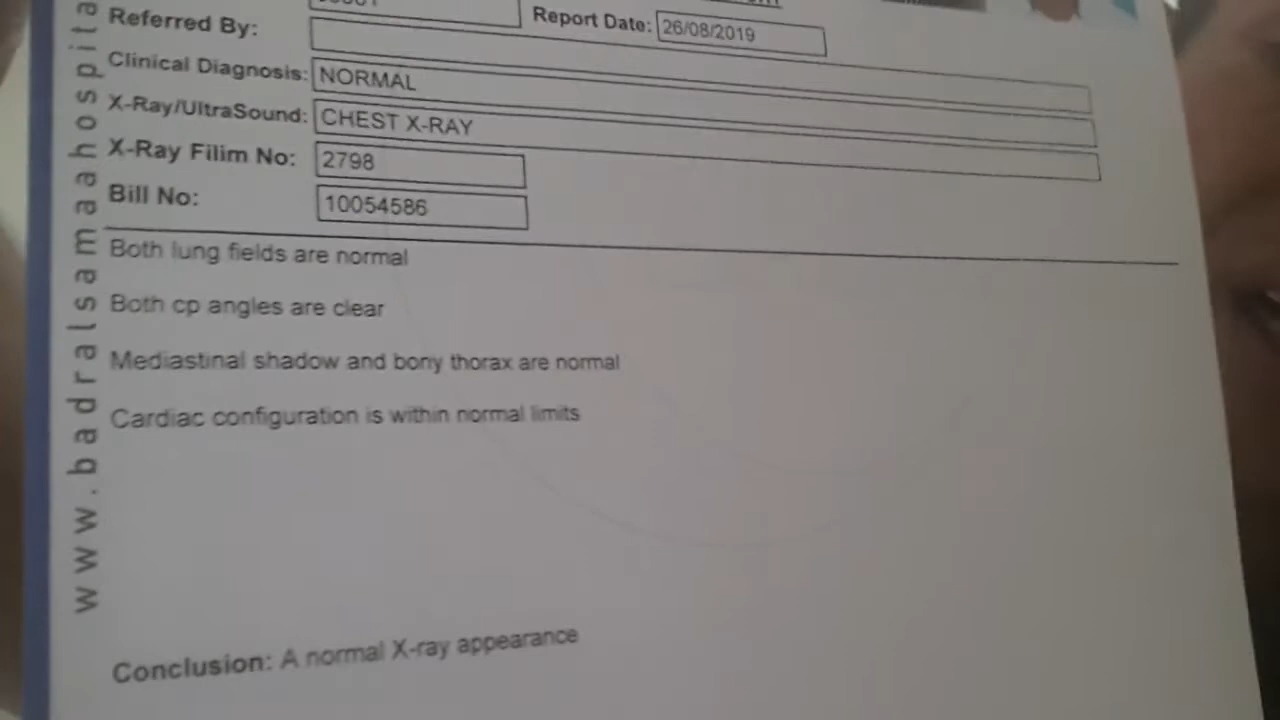 Report Date: 26/08/2019
Referred By:
Clinical Diagnosis: NORMAL
X-Ray/UltraSound: CHEST X-RAY
X-Ray Filim No: 2798
Bill No: 10054586
Both lung fields are normal
Both cp angles are clear
Mediastinal shadow and bony thorax are normal
Cardiac configuration is within normal limits
Conclusion: A normal X-ray appearance
www.badralsamaahospita